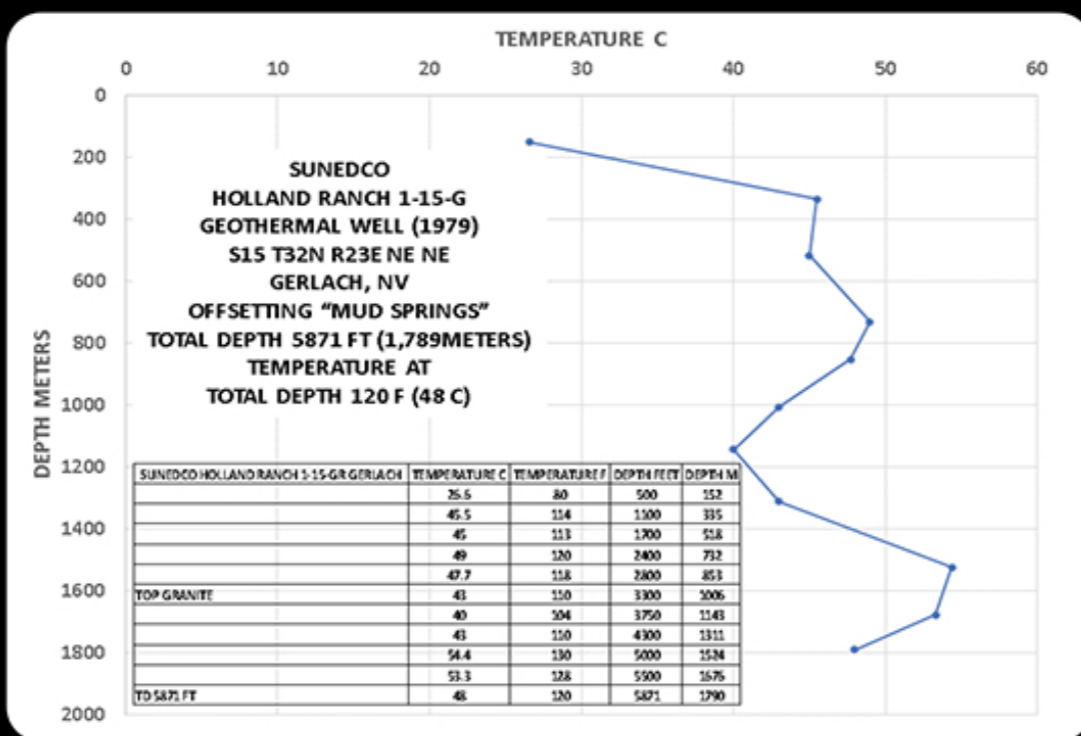 TEMPERATURE C
0 10 20 30 40 50 60
DEPTH METERS
0
200
400
600
800
1000
1200
1400
1600
1800
2000
SUNEDCO
HOLLAND RANCH 1-15-G
GEOTHERMAL WELL (1979)
S15 T32N R23E NE NE
GERLACH, NV
OFFSETTING “MUD SPRINGS”
TOTAL DEPTH 5871 FT (1,789METERS)
TEMPERATURE AT
TOTAL DEPTH 120 F (48 C)
SUNEDCO HOLLAND RANCH 1-15-GR GERLACH TEMPERATURE C TEMPERATURE F DEPTH FEET DEPTH M
26.6 80 500 152
45.5 114 1100 335
45 113 1700 518
49 120 2400 732
47.7 118 2800 853
TOP GRANITE 43 110 3300 1006
40 104 3750 1143
43 110 4300 1311
54.4 130 5000 1524
53.3 128 5500 1676
TD 5871 FT 48 120 5871 1790